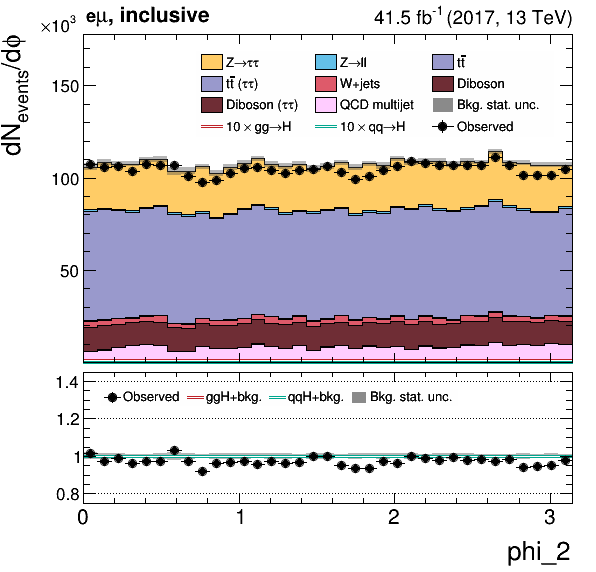 ×10³ eμ, inclusive 41.5 fb⁻¹ (2017, 13 TeV)
dN_events/dϕ
150
100
50
Z→ττ Z→ll tt̄
tt̄ (ττ) W+jets Diboson
Diboson (ττ) QCD multijet Bkg. stat. unc.
10 × gg→H 10 × qq→H Observed
1.4
1.2
1
0.8
Observed ggH+bkg. qqH+bkg. Bkg. stat. unc.
0 1 2 3
phi_2